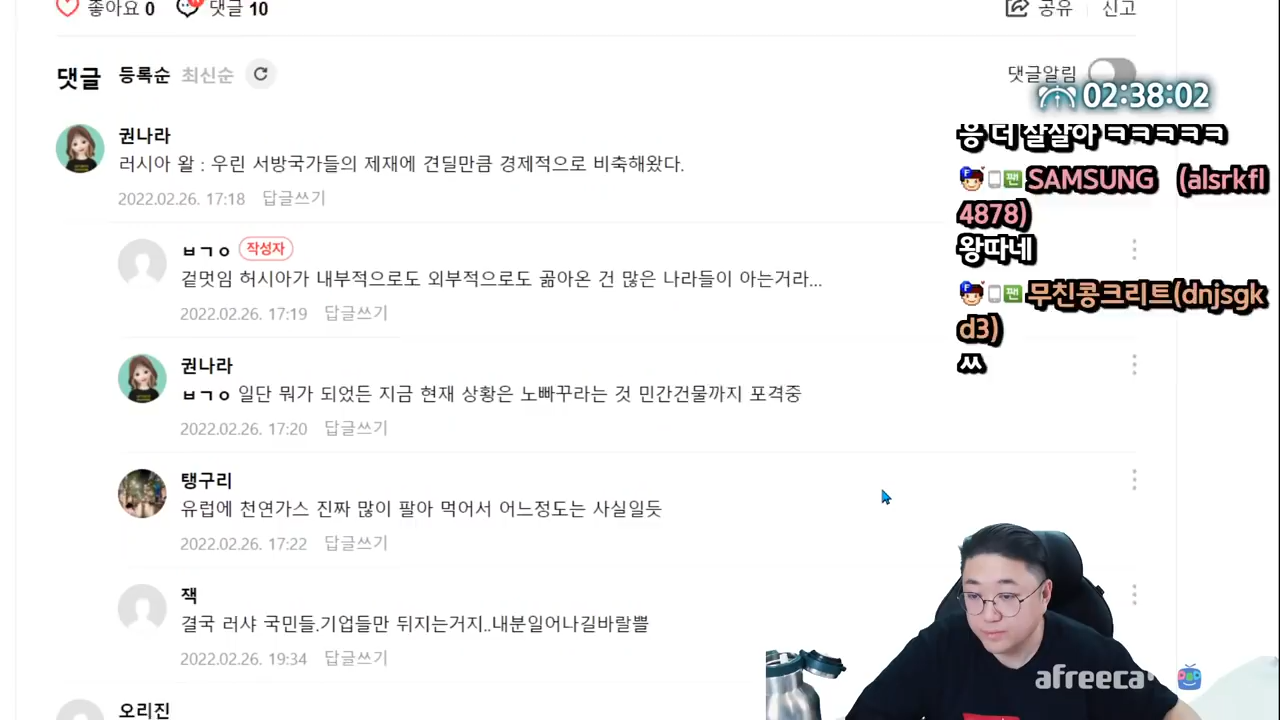 좋아요 0 댓글 10 공유 신고
댓글 등록순 최신순 댓글알림
02:38:02
권나라
러시아 왈 : 우린 서방국가들의 제재에 견딜만큼 경제적으로 비축해왔다.
2022.02.26. 17:18 답글쓰기
ㅂㄱㅇ 작성자
겉멋임 허시아가 내부적으로도 외부적으로도 곪아온 건 많은 나라들이 아는거라...
2022.02.26. 17:19 답글쓰기
권나라
ㅂㄱㅇ 일단 뭐가 되었든 지금 현재 상황은 노빠꾸라는 것 민간건물까지 포격중
2022.02.26. 17:20 답글쓰기
탱구리
유럽에 천연가스 진짜 많이 팔아 먹어서 어느정도는 사실일듯
2022.02.26. 17:22 답글쓰기
잭
결국 러샤 국민들.기업들만 뒤지는거지..내분일어나길바랄쁠
2022.02.26. 19:34 답글쓰기
오리진
응 더 잘살아 ㅋㅋㅋㅋㅋ
F 팬 SAMSUNG (alsrkfl
4878)
왕따네
F 팬 무친콩크리트(dnjsgk
d3)
ㅆ
afreeca